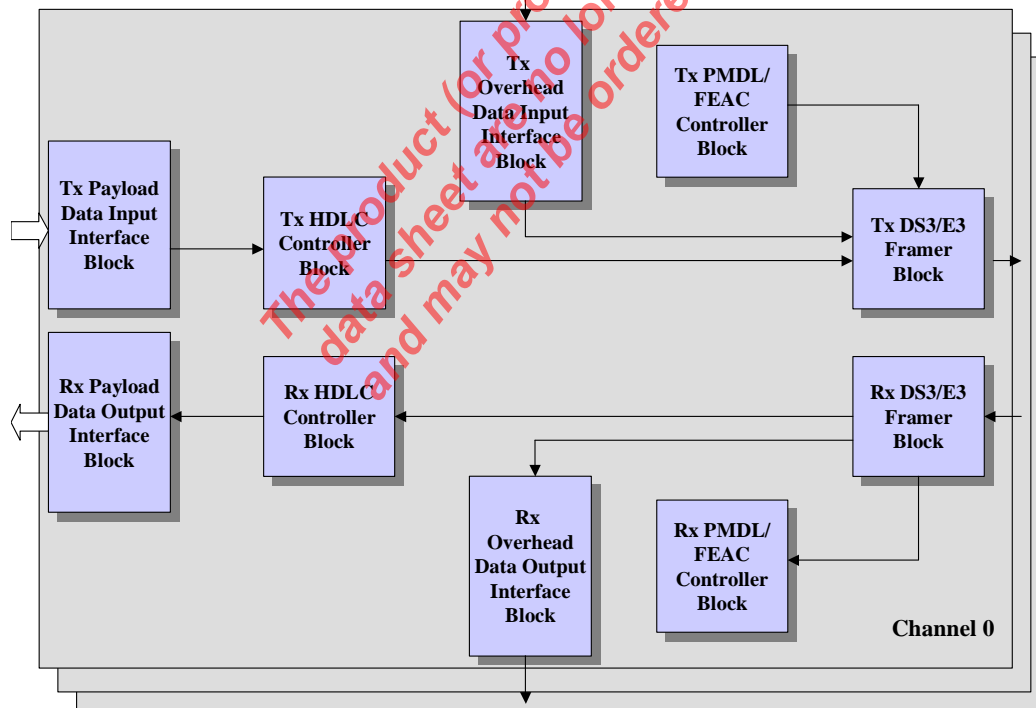 Tx
Overhead
Data Input
Interface
Block
Tx PMDL/
FEAC
Controller
Block
Tx Payload
Data Input
Interface
Block
Tx HDLC
Controller
Block
Tx DS3/E3
Framer
Block
Rx Payload
Data Output
Interface
Block
Rx HDLC
Controller
Block
Rx DS3/E3
Framer
Block
Rx
Overhead
Data Output
Interface
Block
Rx PMDL/
FEAC
Controller
Block
Channel 0
The product (or
data sheet are no
and may not be ordere